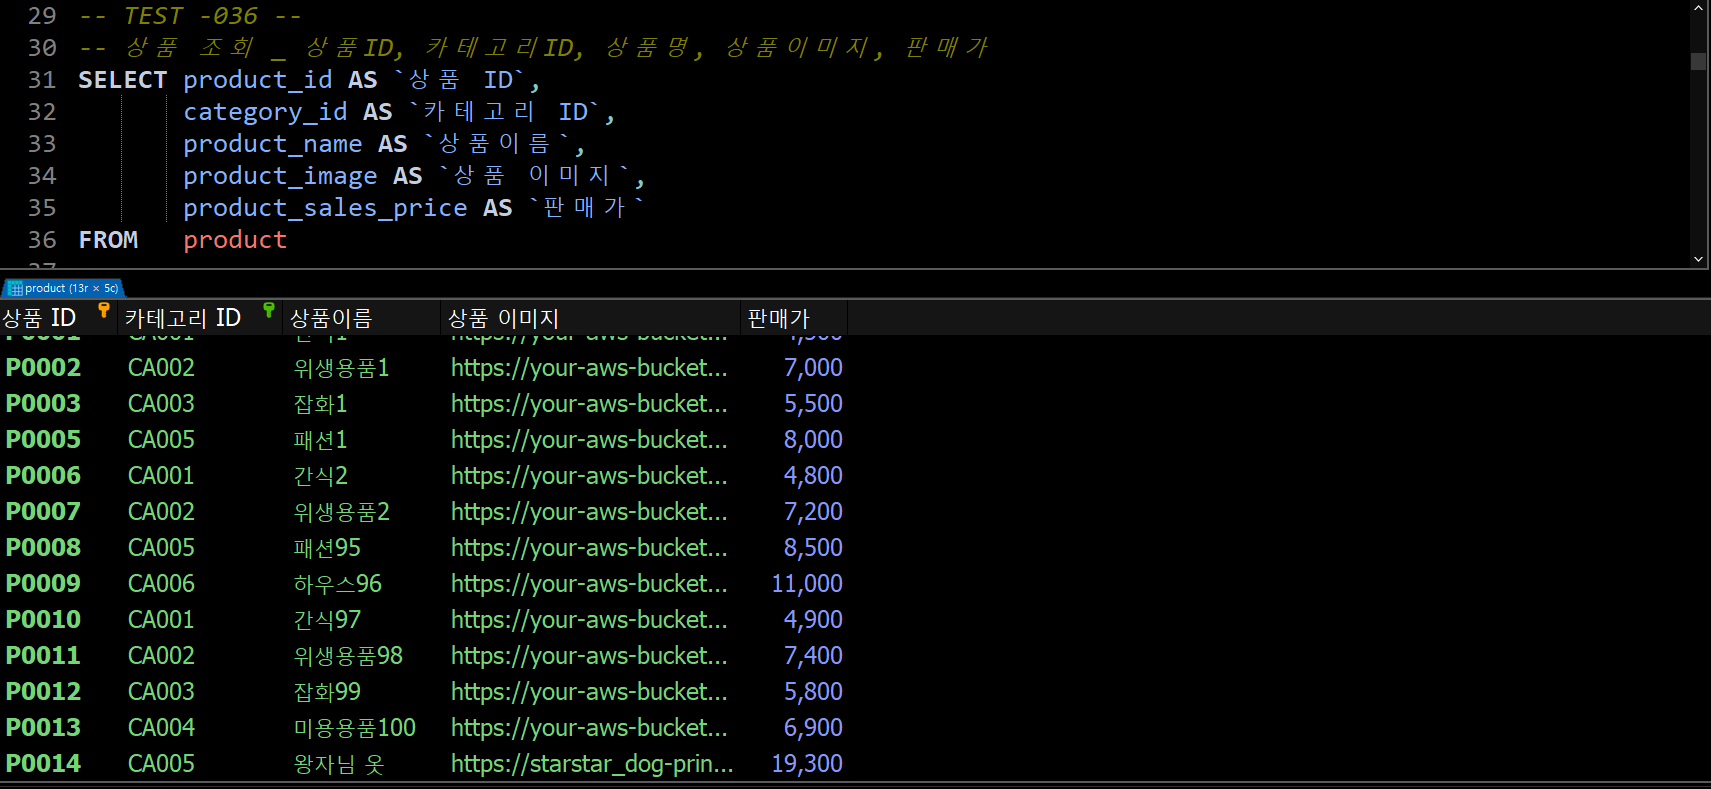 29 -- TEST -036 --
30 -- 상품 조회 _ 상품ID, 카테고리ID, 상품명, 상품이미지, 판매가
31 SELECT product_id AS `상품 ID`,
32 category_id AS `카테고리 ID`,
33 product_name AS `상품이름`,
34 product_image AS `상품 이미지`,
35 product_sales_price AS `판매가`
36 FROM product
product (13r × 5c)
상품 ID 카테고리 ID 상품이름 상품 이미지 판매가
P0002 CA002 위생용품1 https://your-aws-bucket... 7,000
P0003 CA003 잡화1 https://your-aws-bucket... 5,500
P0005 CA005 패션1 https://your-aws-bucket... 8,000
P0006 CA001 간식2 https://your-aws-bucket... 4,800
P0007 CA002 위생용품2 https://your-aws-bucket... 7,200
P0008 CA005 패션95 https://your-aws-bucket... 8,500
P0009 CA006 하우스96 https://your-aws-bucket... 11,000
P0010 CA001 간식97 https://your-aws-bucket... 4,900
P0011 CA002 위생용품98 https://your-aws-bucket... 7,400
P0012 CA003 잡화99 https://your-aws-bucket... 5,800
P0013 CA004 미용용품100 https://your-aws-bucket... 6,900
P0014 CA005 왕자님 옷 https://starstar_dog-prin... 19,300